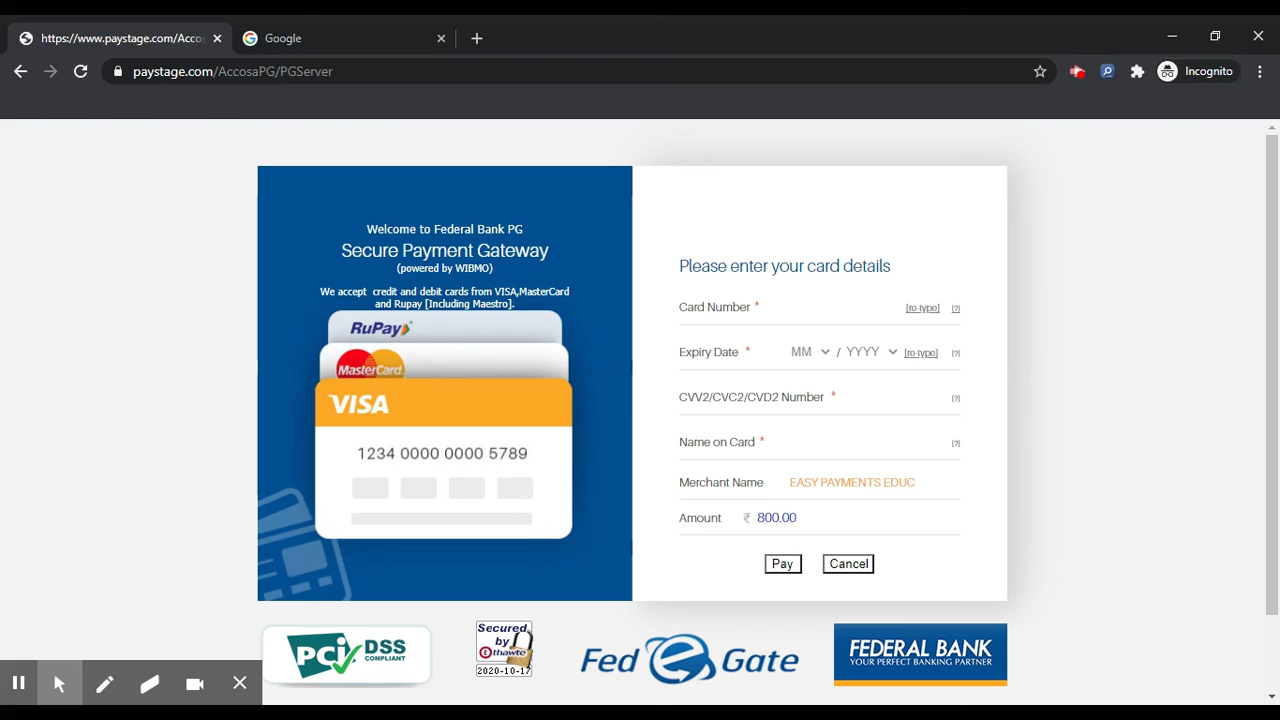 https://www.paystage.com/Acco
Google
paystage.com/AccosaPG/PGServer
Incognito
Welcome to Federal Bank PG
Secure Payment Gateway
(powered by WIBMO)
We accept credit and debit cards from VISA,MasterCard
and Rupay [Including Maestro].
RuPay
MasterCard
VISA
1234 0000 0000 5789
Please enter your card details
Card Number * [re-type] [?]
Expiry Date * MM / YYYY [re-type] [?]
CVV2/CVC2/CVD2 Number * [?]
Name on Card * [?]
Merchant Name EASY PAYMENTS EDUC
Amount ₹ 800.00
Pay Cancel
PCI DSS
COMPLIANT
Secured
by
thawte
2020-10-17
Fed e Gate
FEDERAL BANK
YOUR PERFECT BANKING PARTNER